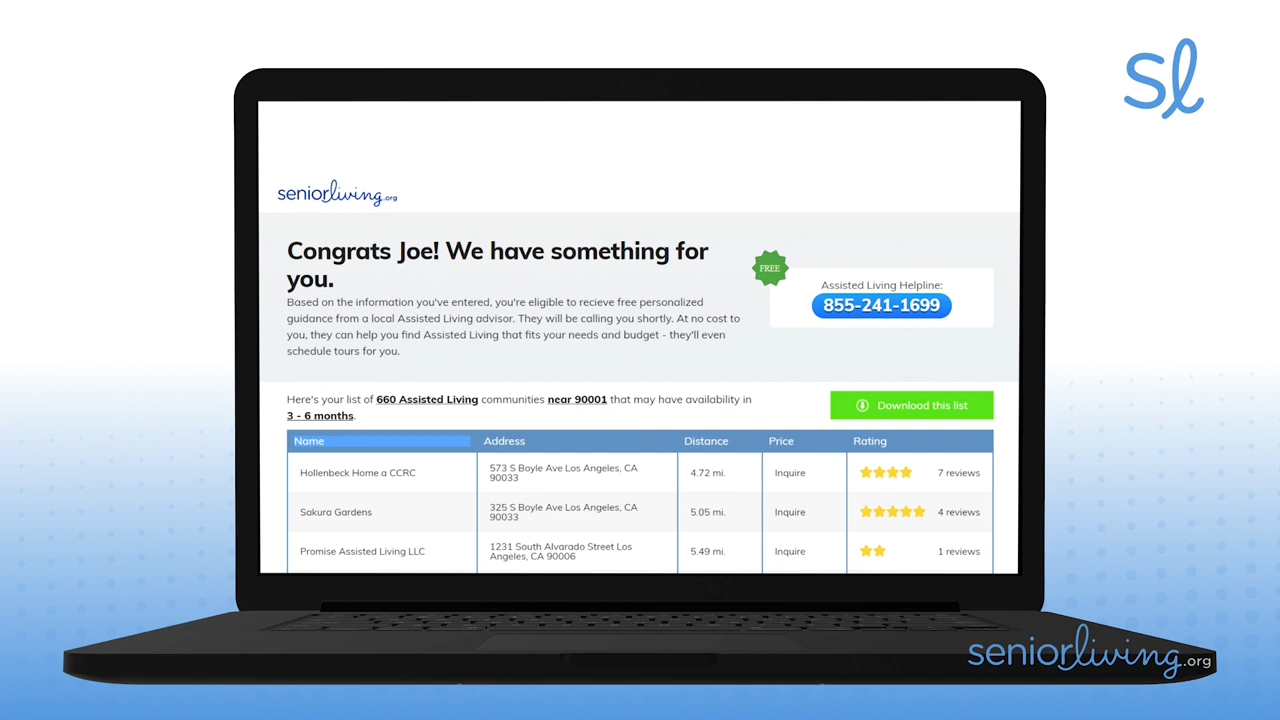 Sl
seniorliving.org
Congrats Joe! We have something for
you.
Based on the information you've entered, you're eligible to recieve free personalized
guidance from a local Assisted Living advisor. They will be calling you shortly. At no cost to
you, they can help you find Assisted Living that fits your needs and budget - they'll even
schedule tours for you.
FREE
Assisted Living Helpline:
855-241-1699
Here's your list of 660 Assisted Living communities near 90001 that may have availability in
3 - 6 months.
Download this list
Name Address Distance Price Rating
Hollenbeck Home a CCRC 573 S Boyle Ave Los Angeles, CA 4.72 mi. Inquire 7 reviews
90033
Sakura Gardens 325 S Boyle Ave Los Angeles, CA 5.05 mi. Inquire 4 reviews
90033
Promise Assisted Living LLC 1231 South Alvarado Street Los 5.49 mi. Inquire 1 reviews
Angeles, CA 90006
seniorliving.org